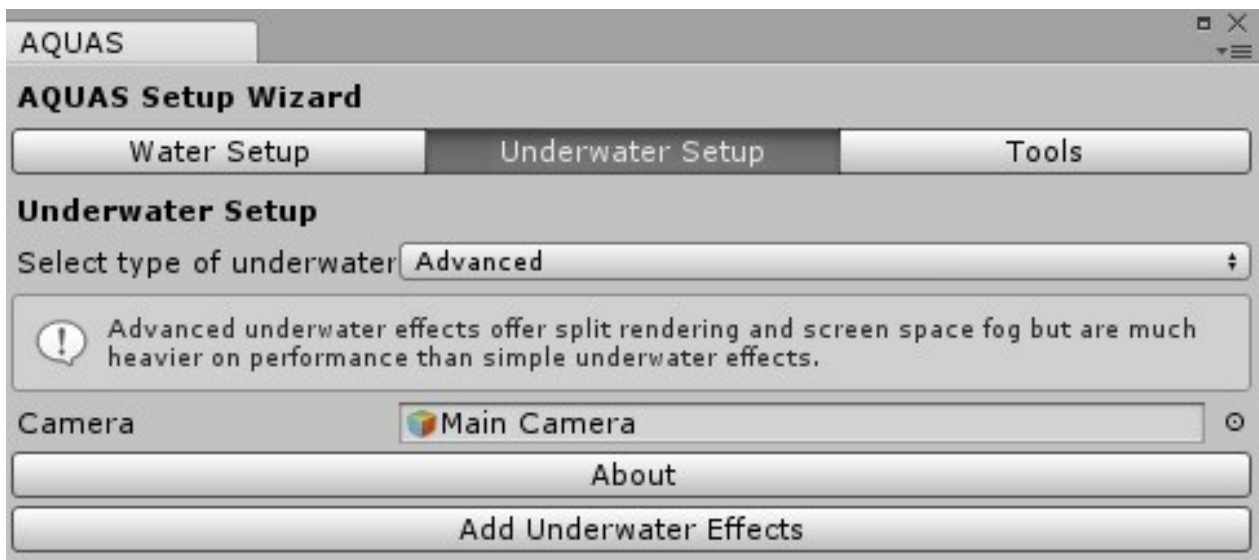 AQUAS
AQUAS Setup Wizard
Water Setup Underwater Setup Tools
Underwater Setup
Select type of underwater Advanced
Advanced underwater effects offer split rendering and screen space fog but are much
heavier on performance than simple underwater effects.
Camera Main Camera
About
Add Underwater Effects